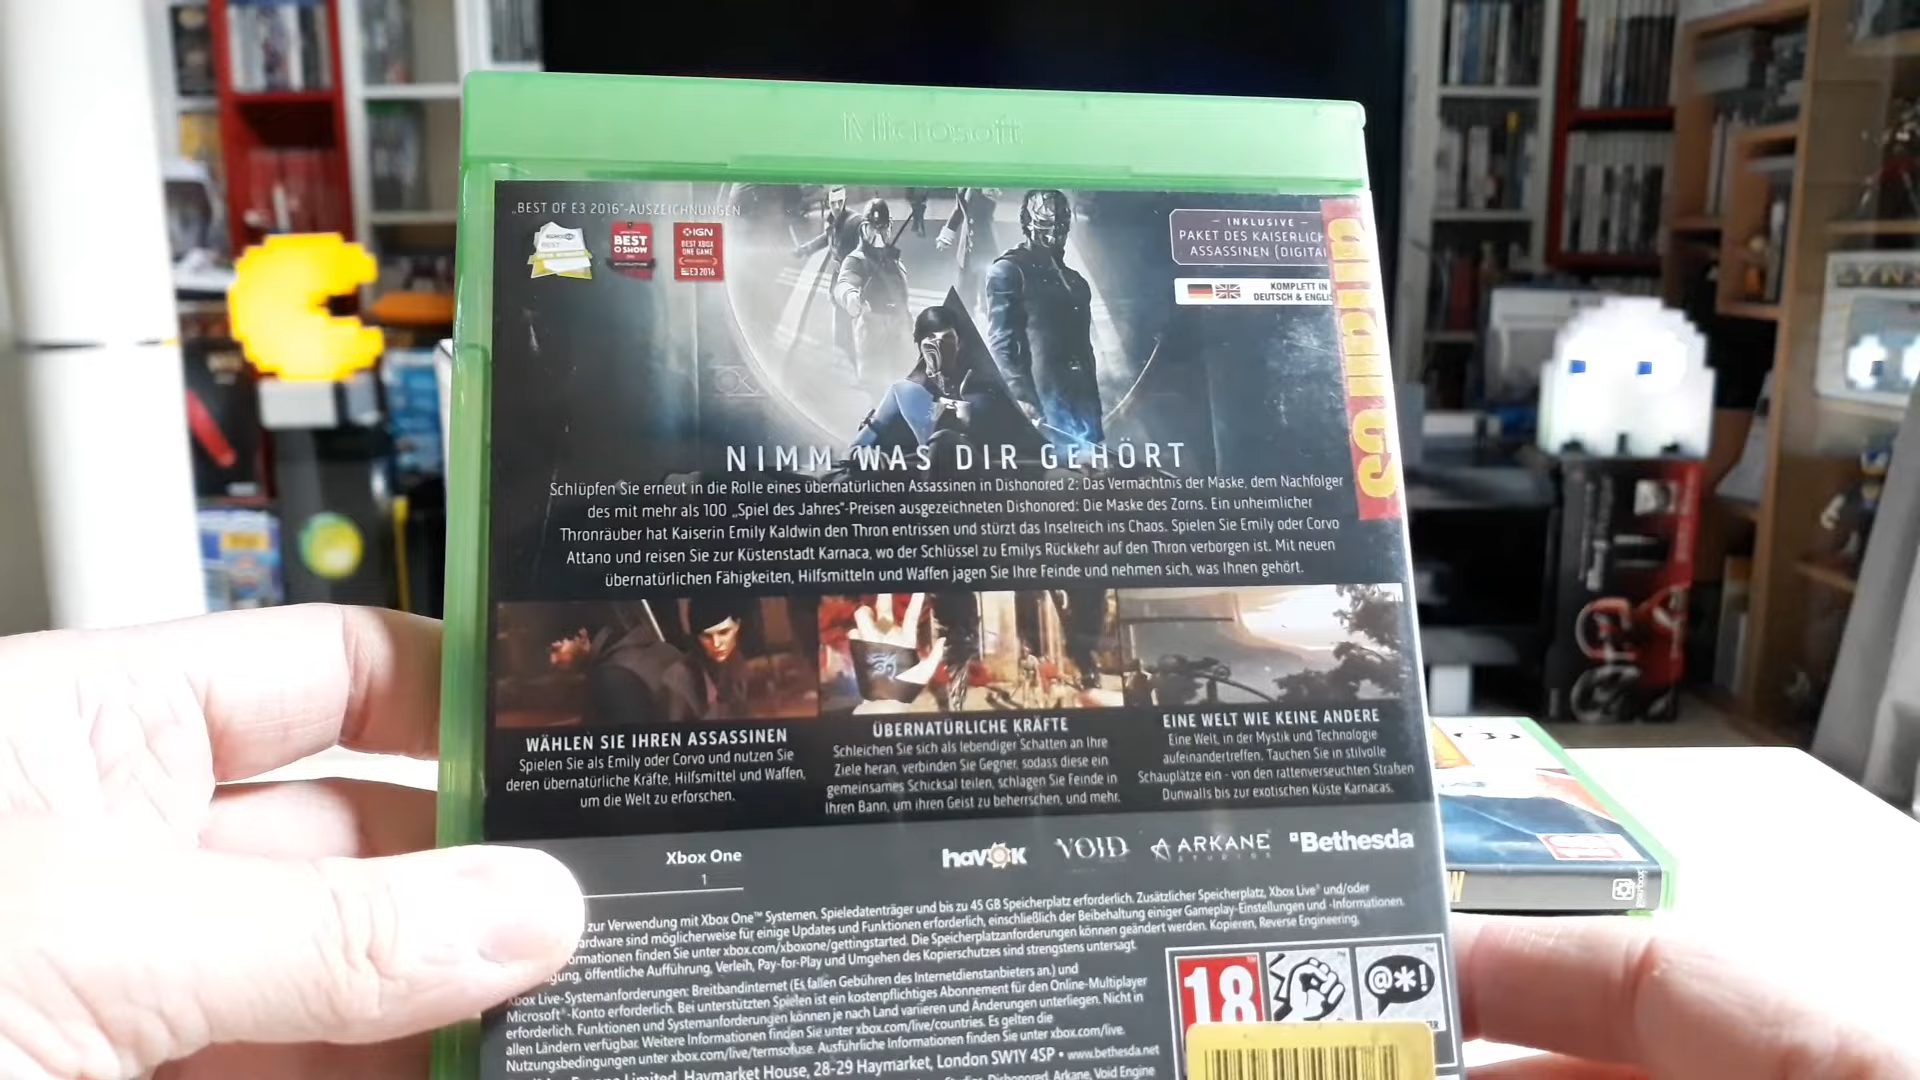 Microsoft
„BEST OF E3 2016“-AUSZEICHNUNGEN
BEST
SHOW
IGN
BEST XBOX
ONE GAME
E3 2016
– INKLUSIVE –
PAKET DES KAISERLICH
ASSASSINEN (DIGITAL
KOMPLETT IN
DEUTSCH & ENGLIS
NIMM WAS DIR GEHÖRT
Schlüpfen Sie erneut in die Rolle eines übernatürlichen Assassinen in Dishonored 2: Das Vermächtnis der Maske, dem Nachfolger
des mit mehr als 100 „Spiel des Jahres“-Preisen ausgezeichneten Dishonored: Die Maske des Zorns. Ein unheimlicher
Thronräuber hat Kaiserin Emily Kaldwin den Thron entrissen und stürzt das Inselreich ins Chaos. Spielen Sie Emily oder Corvo
Attano und reisen Sie zur Küstenstadt Karnaca, wo der Schlüssel zu Emilys Rückkehr auf den Thron verborgen ist. Mit neuen
übernatürlichen Fähigkeiten, Hilfsmitteln und Waffen jagen Sie Ihre Feinde und nehmen sich, was Ihnen gehört.
WÄHLEN SIE IHREN ASSASSINEN
Spielen Sie als Emily oder Corvo und nutzen Sie
deren übernatürliche Kräfte, Hilfsmittel und Waffen,
um die Welt zu erforschen.
ÜBERNATÜRLICHE KRÄFTE
Schleichen Sie sich als lebendiger Schatten an Ihre
Ziele heran, verbinden Sie Gegner, sodass diese ein
gemeinsames Schicksal teilen, schlagen Sie Feinde in
Ihren Bann, um ihren Geist zu beherrschen, und mehr.
EINE WELT WIE KEINE ANDERE
Eine Welt, in der Mystik und Technologie
aufeinandertreffen. Tauchen Sie in stilvolle
Schauplätze ein - von den rattenverseuchten Straßen
Dunwalls bis zur exotischen Küste Karnacas.
Xbox One
1
havok VOID ARKANE STUDIOS Bethesda
zur Verwendung mit Xbox One™ Systemen. Spieledatenträger und bis zu 45 GB Speicherplatz erforderlich. Zusätzlicher Speicherplatz, Xbox Live® und/oder
ardware sind möglicherweise für einige Updates und Funktionen erforderlich, einschließlich der Beibehaltung einiger Gameplay-Einstellungen und -Informationen.
ormationen finden Sie unter xbox.com/xboxone/gettingstarted. Die Speicherplatzanforderungen können geändert werden. Kopieren, Reverse Engineering,
gung, öffentliche Aufführung, Verleih, Pay-for-Play und Umgehen des Kopierschutzes sind strengstens untersagt.
Xbox Live-Systemanforderungen: Breitbandinternet (Es fallen Gebühren des Internetdienstanbieters an.) und
Microsoft®-Konto erforderlich. Bei unterstützten Spielen ist ein kostenpflichtiges Abonnement für den Online-Multiplayer
erforderlich. Funktionen und Systemanforderungen können je nach Land variieren und Änderungen unterliegen. Nicht in
allen Ländern verfügbar. Weitere Informationen finden Sie unter xbox.com/live/countries. Es gelten die
Nutzungsbedingungen unter xbox.com/live/termsofuse. Ausführliche Informationen finden Sie unter xbox.com/live.
Limited, Haymarket House, 28-29 Haymarket, London SW1Y 4SP • www.bethesda.net
Dishonored, Arkane, Void Engine
18
@*!
LYNX